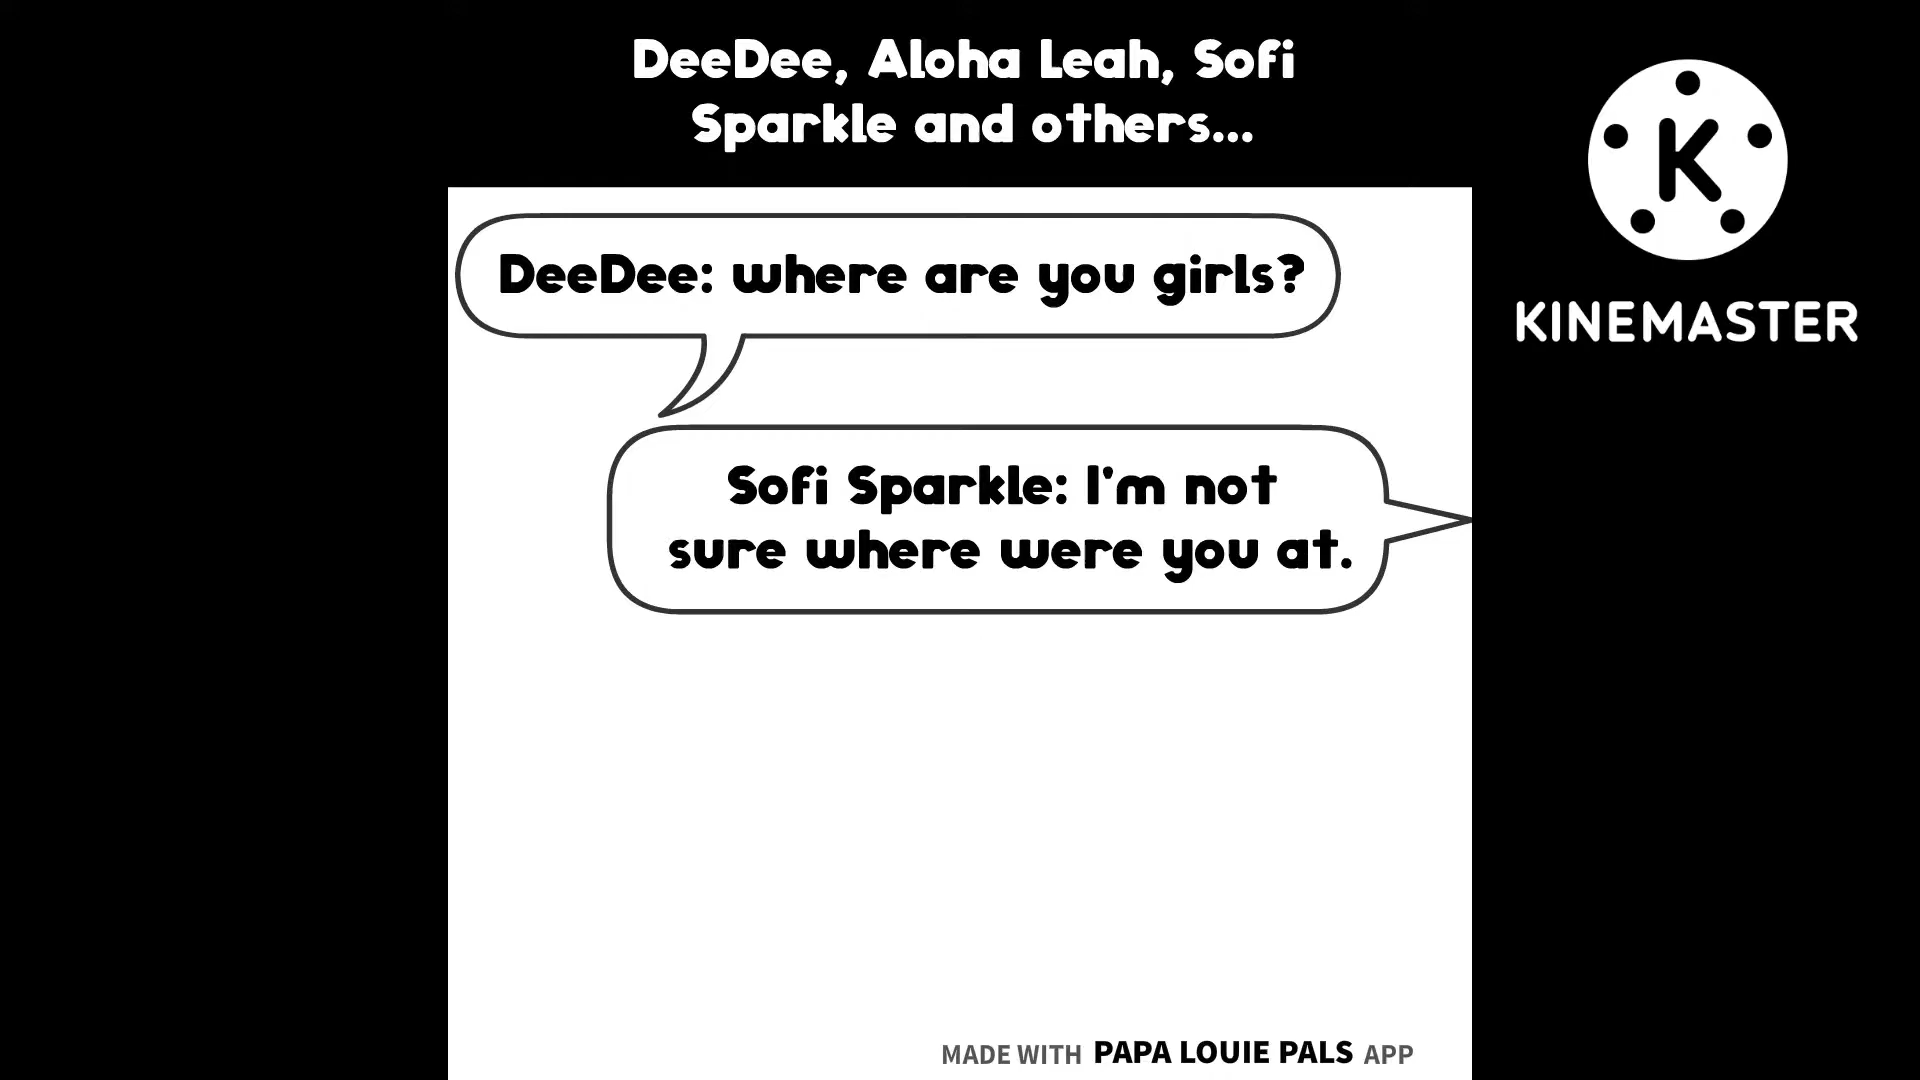 DeeDee, Aloha Leah, Sofi
Sparkle and others...
K
KINEMASTER
DeeDee: where are you girls?
Sofi Sparkle: I'm not
sure where were you at.
MADE WITH PAPA LOUIE PALS APP